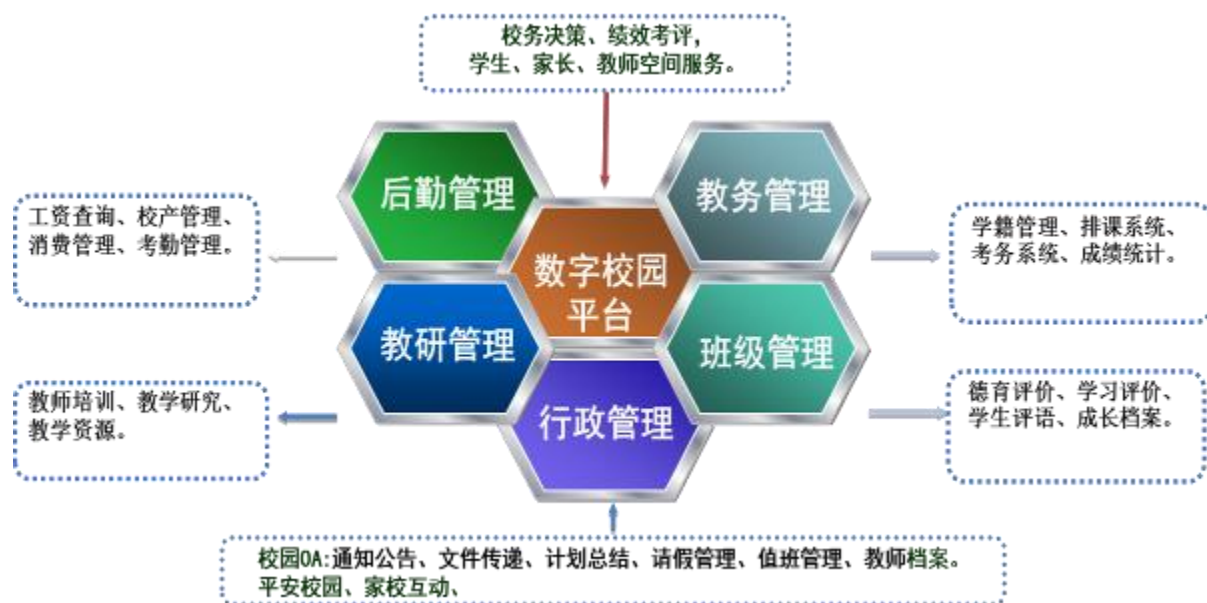 校务决策、绩效考评,
学生、家长、教师空间服务。
后勤管理
教务管理
工资查询、校产管理、
消费管理、考勤管理。
数字校园
平台
学籍管理、排课系统、
考务系统、成绩统计。
教研管理
班级管理
教师培训、教学研究、
教学资源。
行政管理
德育评价、学习评价、
学生评语、成长档案。
校园OA:通知公告、文件传递、计划总结、请假管理、值班管理、教师档案。
平安校园、家校互动、